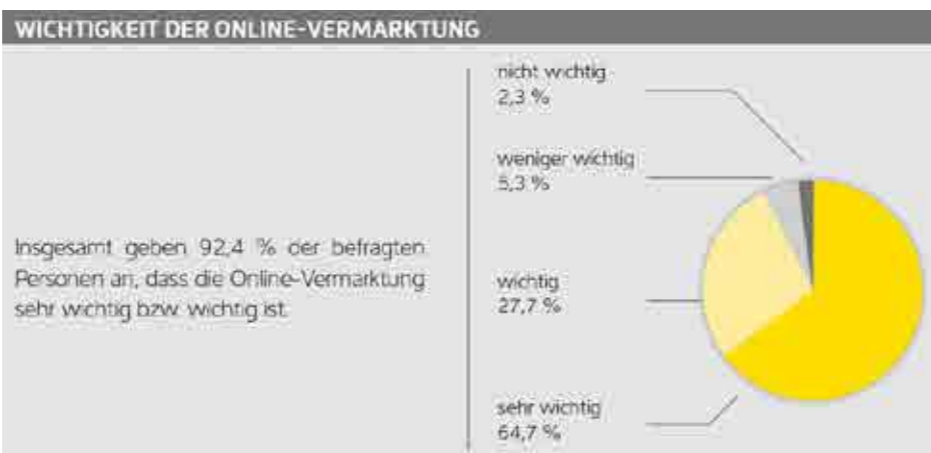 WICHTIGKEIT DER ONLINE-VERMARKTUNG
Insgesamt geben 92,4 % der befragten
Personen an, dass die Online-Vermarktung
sehr wichtig bzw. wichtig ist.
nicht wichtig
2,3 %
weniger wichtig
5,3 %
wichtig
27,7 %
sehr wichtig
64,7 %